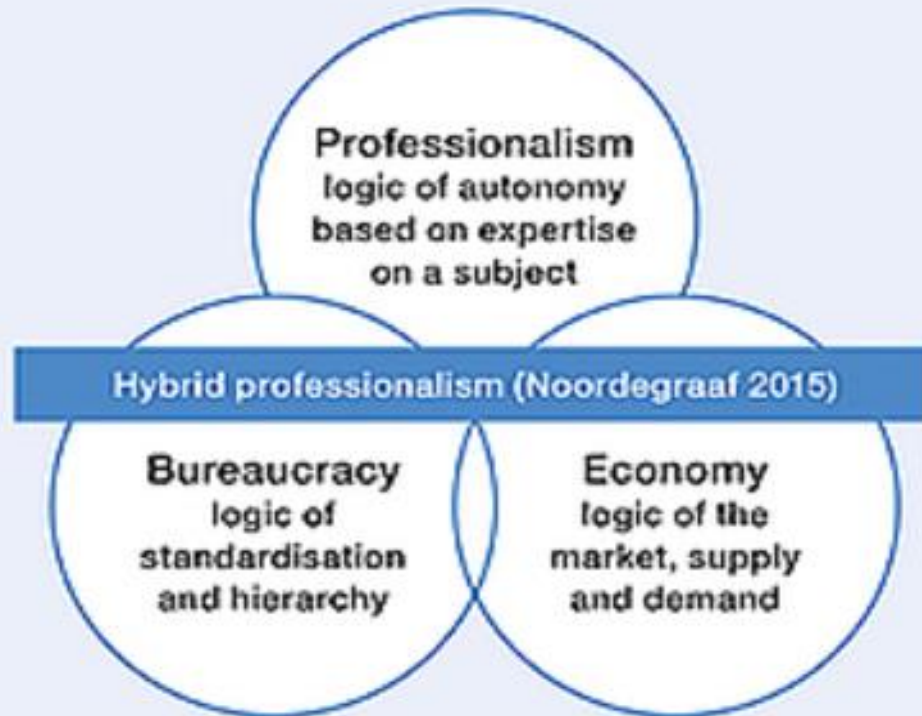 Professionalism
logic of autonomy
based on expertise
on a subject
Hybrid professionalism (Noordegraaf 2015)
Bureaucracy
logic of
standardisation
and hierarchy
Economy
logic of the
market, supply
and demand